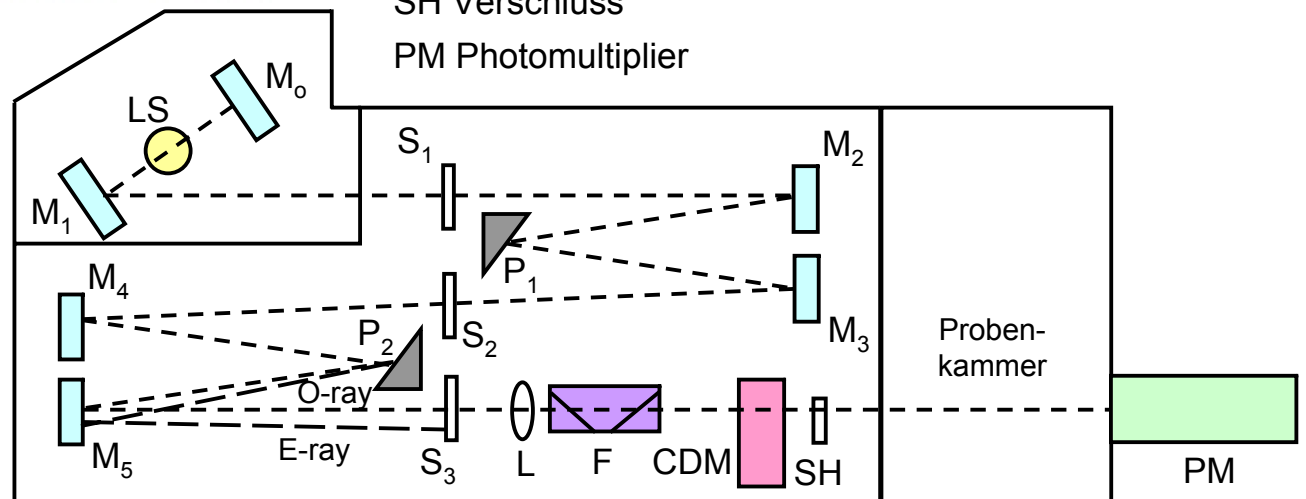 SH Verschluss
PM Photomultiplier
Mo
LS
M1
S1
M2
P1
M4
P2
S2
M3
Proben-
kammer
O-ray
E-ray
M5
S3
L
F
CDM
SH
PM